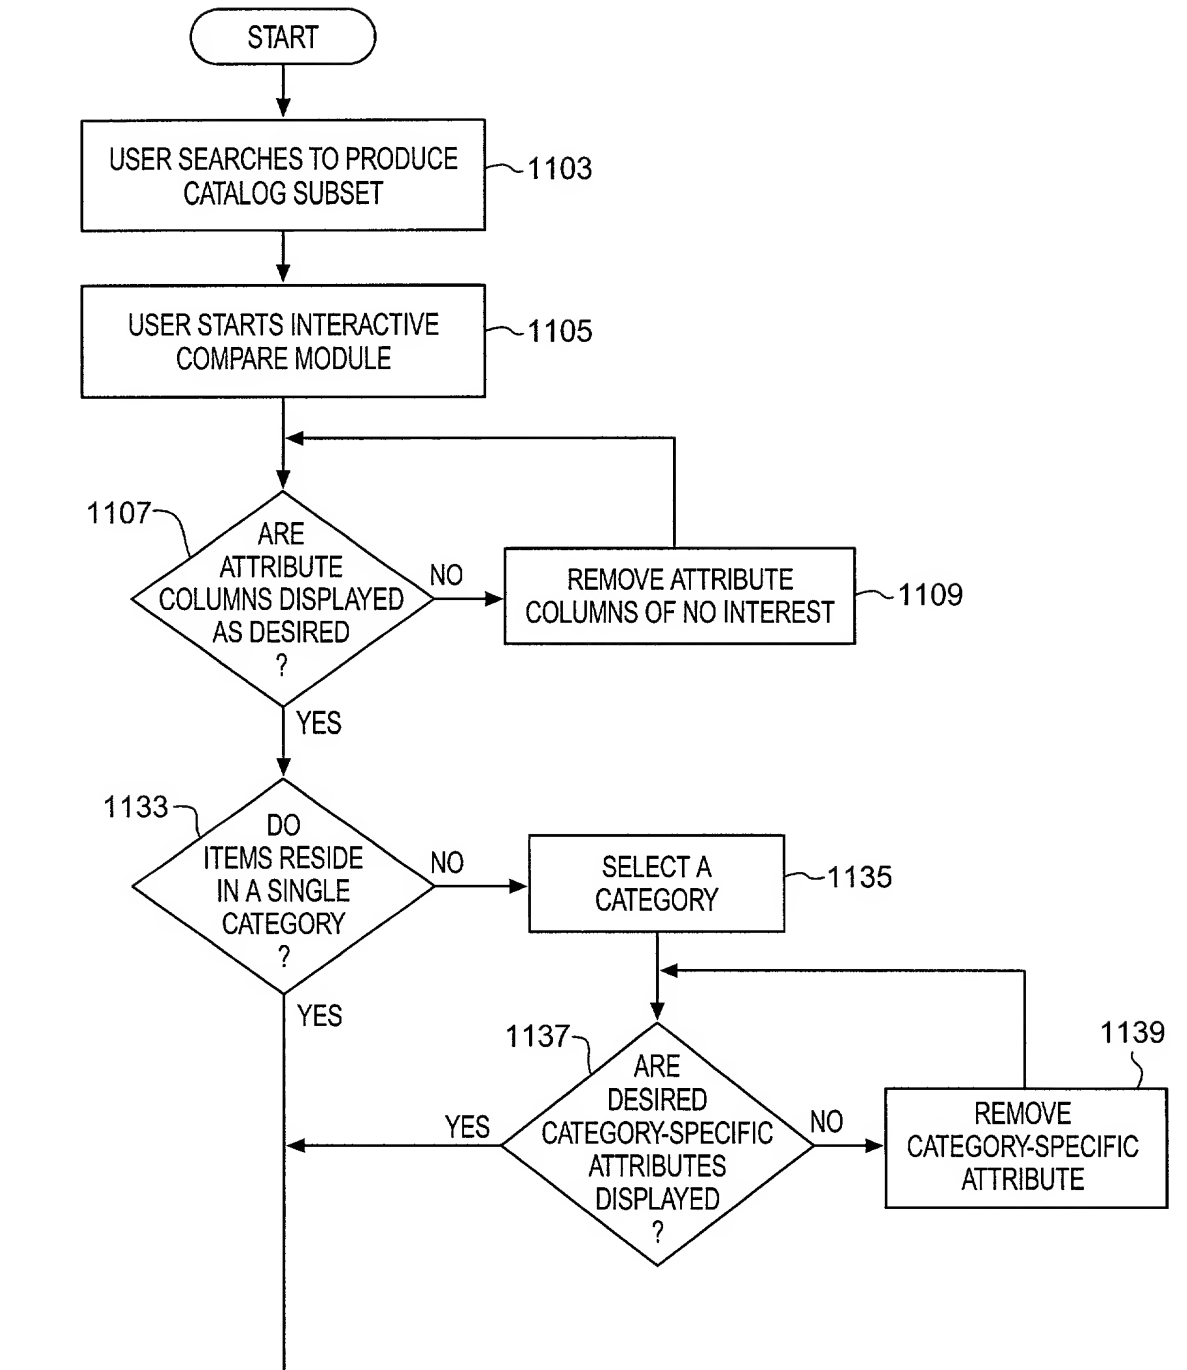 START
USER SEARCHES TO PRODUCE
CATALOG SUBSET
1103
USER STARTS INTERACTIVE
COMPARE MODULE
1105
1107
ARE
ATTRIBUTE
COLUMNS DISPLAYED
AS DESIRED
?
NO
REMOVE ATTRIBUTE
COLUMNS OF NO INTEREST
1109
YES
1133
DO
ITEMS RESIDE
IN A SINGLE
CATEGORY
?
NO
SELECT A
CATEGORY
1135
YES
1137
ARE
DESIRED
CATEGORY-SPECIFIC
ATTRIBUTES
DISPLAYED
?
YES
NO
1139
REMOVE
CATEGORY-SPECIFIC
ATTRIBUTE